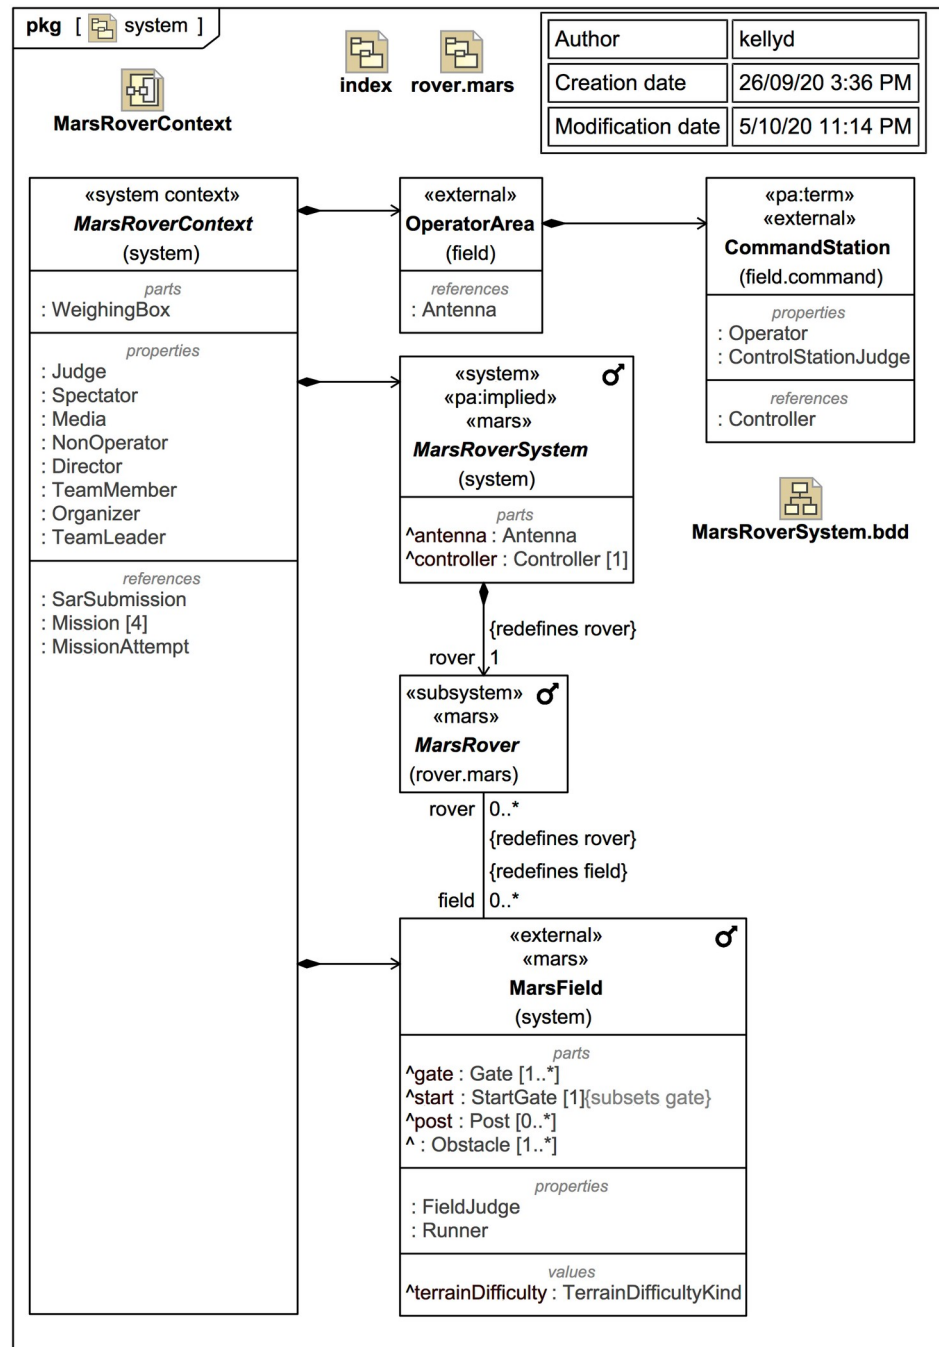 pkg [ system ]
index
rover.mars
MarsRoverContext
Author kellyd
Creation date 26/09/20 3:36 PM
Modification date 5/10/20 11:14 PM
«system context»
MarsRoverContext
(system)
parts
: WeighingBox
properties
: Judge
: Spectator
: Media
: NonOperator
: Director
: TeamMember
: Organizer
: TeamLeader
references
: SarSubmission
: Mission [4]
: MissionAttempt
«external»
OperatorArea
(field)
references
: Antenna
«pa:term»
«external»
CommandStation
(field.command)
properties
: Operator
: ControlStationJudge
references
: Controller
MarsRoverSystem.bdd
«system»
«pa:implied»
«mars»
MarsRoverSystem
(system)
parts
^antenna : Antenna
^controller : Controller [1]
{redefines rover}
rover 1
«subsystem»
«mars»
MarsRover
(rover.mars)
rover 0..*
{redefines rover}
{redefines field}
field 0..*
«external»
«mars»
MarsField
(system)
parts
^gate : Gate [1..*]
^start : StartGate [1]{subsets gate}
^post : Post [0..*]
^ : Obstacle [1..*]
properties
: FieldJudge
: Runner
values
^terrainDifficulty : TerrainDifficultyKind